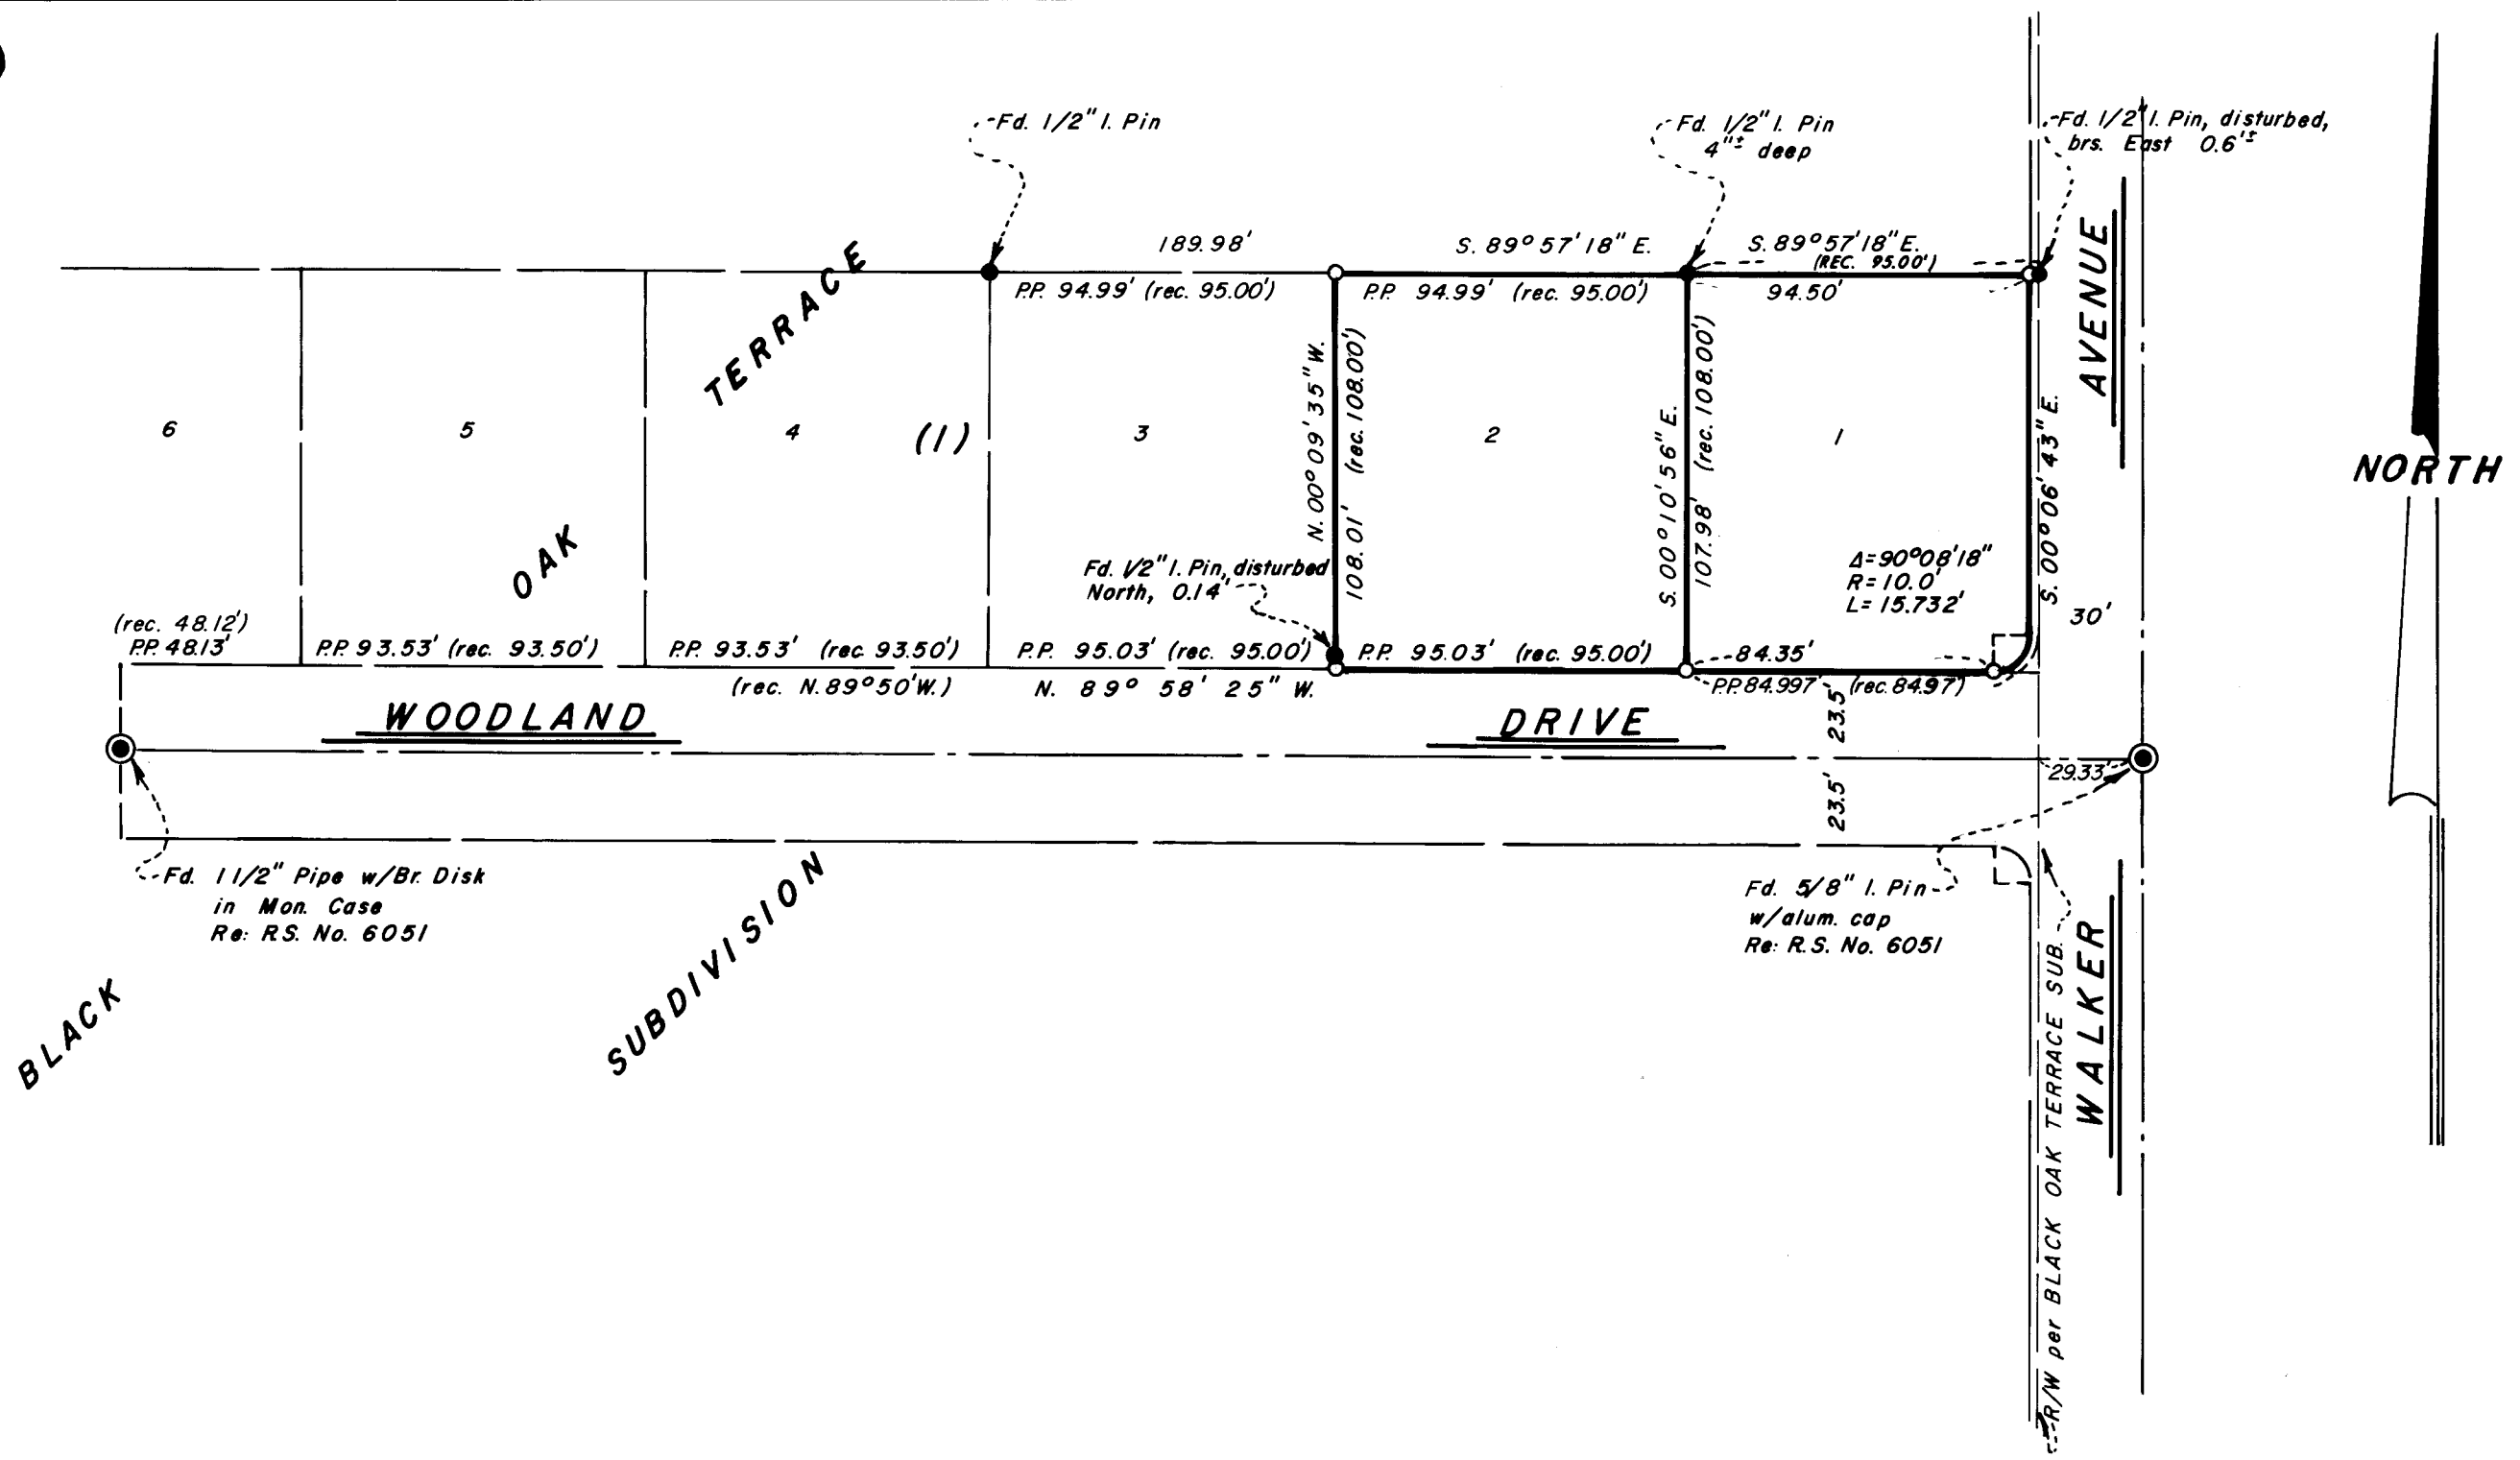 Fd. 1/2" I. Pin
Fd. 1/2" I. Pin
4"± deep
Fd. 1/2" I. Pin, disturbed,
brs. East 0.6'±
189.98'
S. 89° 57' 18" E.
S. 89° 57' 18" E.
(REC. 95.00')
P.P. 94.99' (rec. 95.00')
P.P. 94.99' (rec. 95.00')
94.50'
TERRACE
AVENUE
N. 00° 09' 35" W.
108.01' (rec. 108.00')
S. 00° 10' 56" E.
107.98' (rec. 108.00')
S. 00° 06' 43" E.
6
5
4
(1)
3
2
1
NORTH
OAK
Fd. 1/2" I. Pin, disturbed
North, 0.14'
Δ=90°08'18"
R=10.0'
L=15.732'
30'
(rec. 48.12')
P.P. 48.13'
P.P. 93.53' (rec. 93.50')
P.P. 93.53' (rec 93.50')
P.P. 95.03' (rec. 95.00')
P.P. 95.03' (rec. 95.00')
84.35'
(rec. N. 89° 50' W.)
N. 89° 58' 25" W.
P.P. 84.997' (rec. 84.97')
WOODLAND
DRIVE
23.5'
23.5'
29.33'
Fd. 1 1/2" Pipe w/Br. Disk
in Mon. Case
Re: R.S. No. 6051
Fd. 5/8" I. Pin
w/alum. cap
Re: R.S. No. 6051
BLACK
SUBDIVISION
R/W per BLACK OAK TERRACE SUB.
WALKER